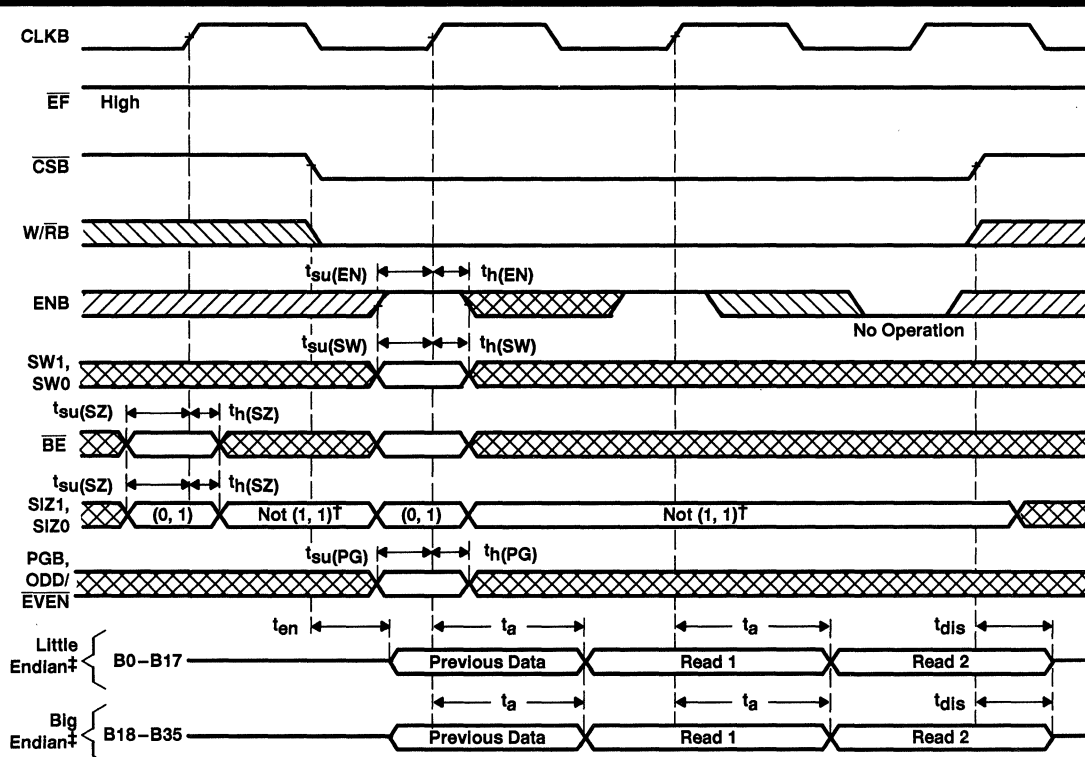 CLKB
EF High
CSB
W/RB
tsu(EN) th(EN)
ENB
No Operation
tsu(SW) th(SW)
SW1,
SW0
tsu(SZ) th(SZ)
BE
tsu(SZ) th(SZ)
SIZ1,
SIZ0
(0, 1) Not (1, 1)† (0, 1) Not (1, 1)†
tsu(PG) th(PG)
PGB,
ODD/
EVEN
ten ta ta tdis
Little
Endian‡ B0–B17 Previous Data Read 1 Read 2
ta ta tdis
Big
Endian‡ B18–B35 Previous Data Read 1 Read 2